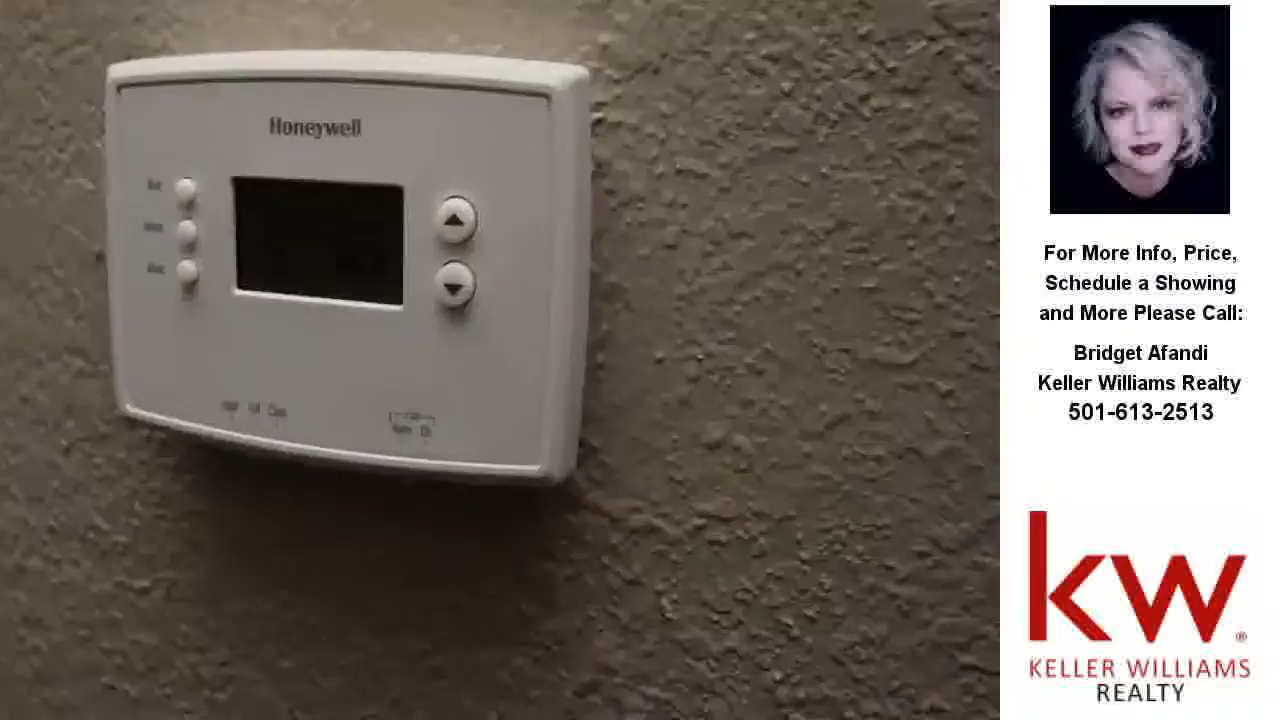 Honeywell
For More Info, Price,
Schedule a Showing
and More Please Call:
Bridget Afandi
Keller Williams Realty
501-613-2513
kw
KELLER WILLIAMS
REALTY